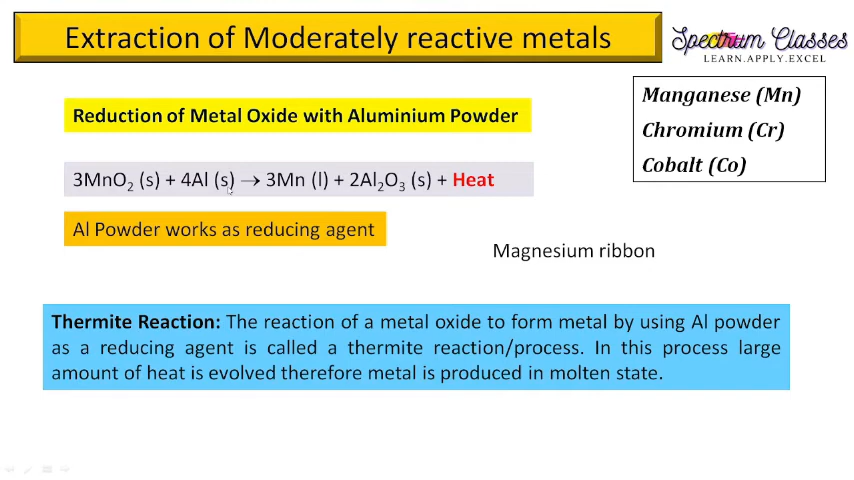 Extraction of Moderately reactive metals
Spectrum Classes
LEARN.APPLY.EXCEL
Manganese (Mn)
Chromium (Cr)
Cobalt (Co)
Reduction of Metal Oxide with Aluminium Powder
3MnO₂ (s) + 4Al (s) → 3Mn (l) + 2Al₂O₃ (s) + Heat
Al Powder works as reducing agent
Magnesium ribbon
Thermite Reaction: The reaction of a metal oxide to form metal by using Al powder
as a reducing agent is called a thermite reaction/process. In this process large
amount of heat is evolved therefore metal is produced in molten state.